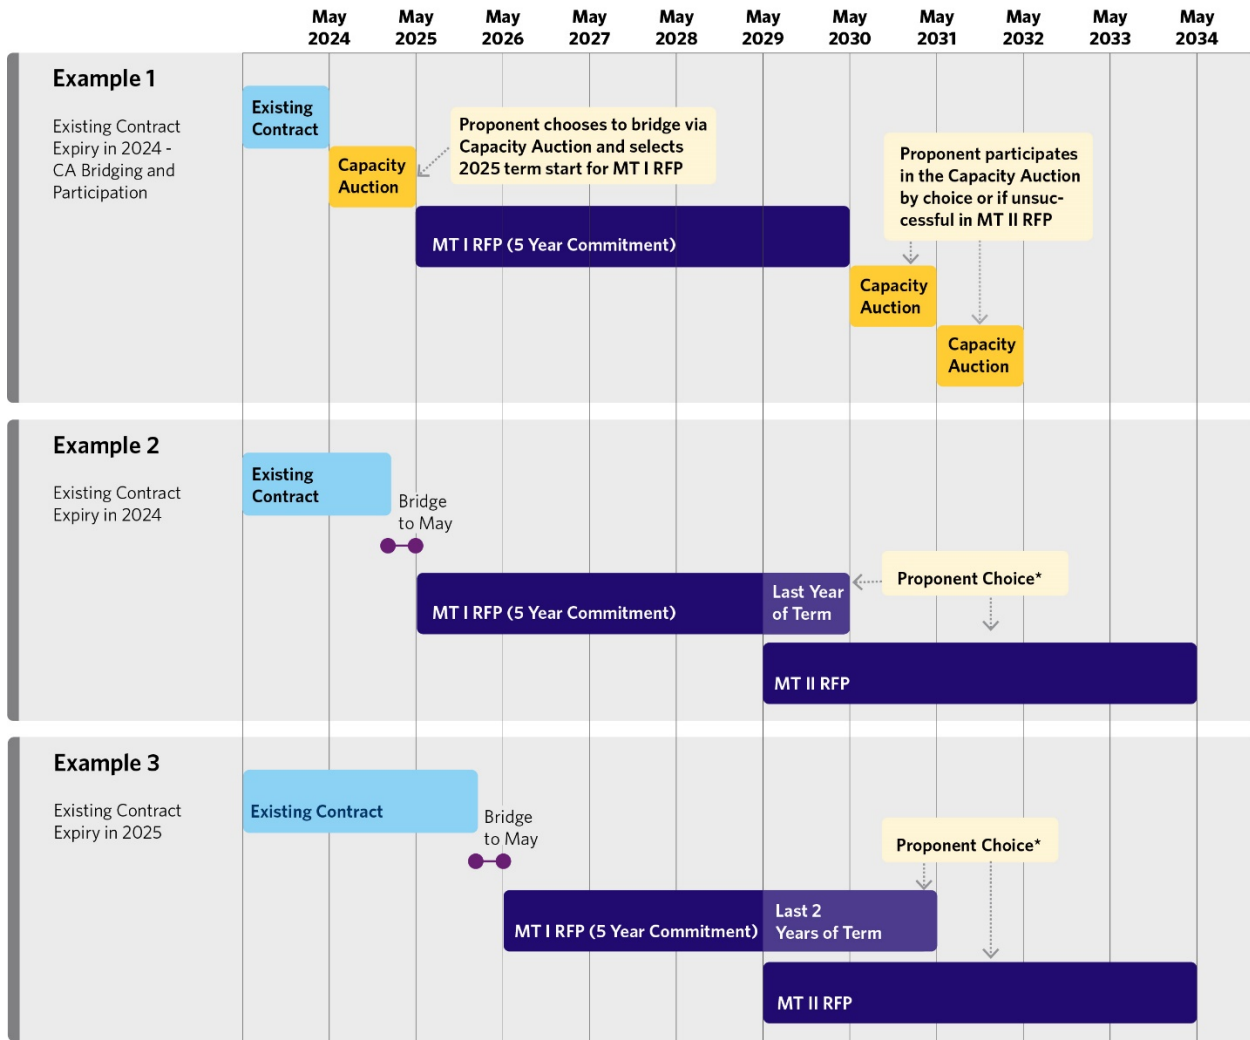 May May May May May May May May May May May
2024 2025 2026 2027 2028 2029 2030 2031 2032 2033 2034
Example 1
Existing Contract
Expiry in 2024 -
CA Bridging and
Participation
Existing
Contract
Capacity
Auction
Proponent chooses to bridge via
Capacity Auction and selects
2025 term start for MT I RFP
MT I RFP (5 Year Commitment)
Proponent participates
in the Capacity Auction
by choice or if unsuc-
cessful in MT II RFP
Capacity
Auction
Capacity
Auction
Example 2
Existing Contract
Expiry in 2024
Existing
Contract
Bridge
to May
MT I RFP (5 Year Commitment)
Last Year
of Term
Proponent Choice*
MT II RFP
Example 3
Existing Contract
Expiry in 2025
Existing Contract
Bridge
to May
MT I RFP (5 Year Commitment)
Last 2
Years of Term
Proponent Choice*
MT II RFP